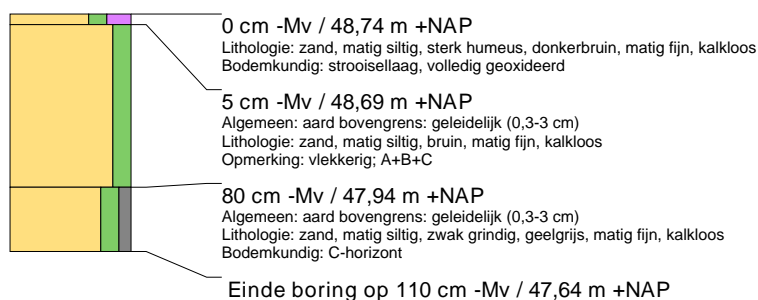 0 cm -Mv / 48,74 m +NAP
Lithologie: zand, matig siltig, sterk humeus, donkerbruin, matig fijn, kalkloos
Bodemkundig: strooisellaag, volledig geoxideerd
5 cm -Mv / 48,69 m +NAP
Algemeen: aard bovengrens: geleidelijk (0,3-3 cm)
Lithologie: zand, matig siltig, bruin, matig fijn, kalkloos
Opmerking: vlekkerig; A+B+C
80 cm -Mv / 47,94 m +NAP
Algemeen: aard bovengrens: geleidelijk (0,3-3 cm)
Lithologie: zand, matig siltig, zwak grindig, geelgrijs, matig fijn, kalkloos
Bodemkundig: C-horizont
Einde boring op 110 cm -Mv / 47,64 m +NAP